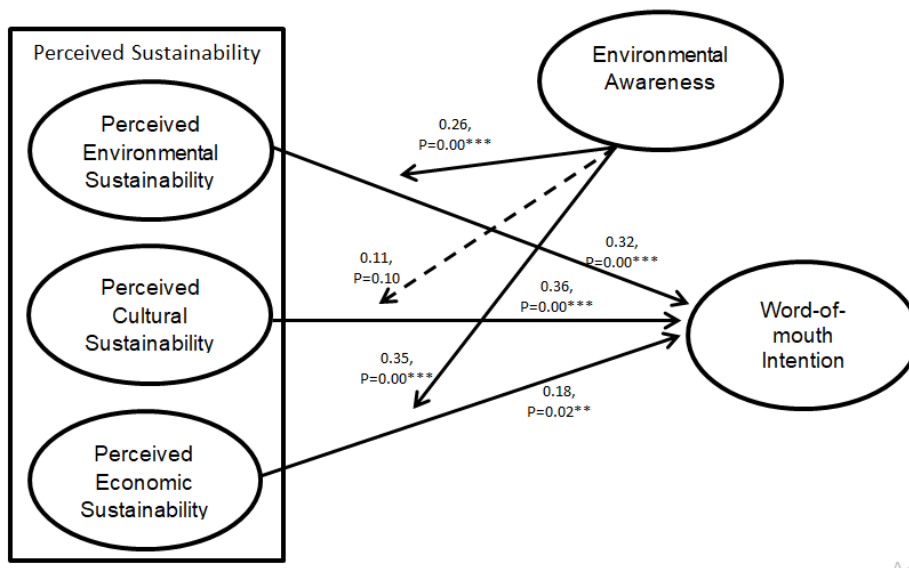 Perceived Sustainability
Perceived
Environmental
Sustainability
Environmental
Awareness
0.26,
P=0.00***
0.32,
P=0.00***
0.11,
P=0.10
Perceived
Cultural
Sustainability
0.36,
P=0.00***
Word-of-
mouth
Intention
0.35,
P=0.00***
0.18,
P=0.02**
Perceived
Economic
Sustainability